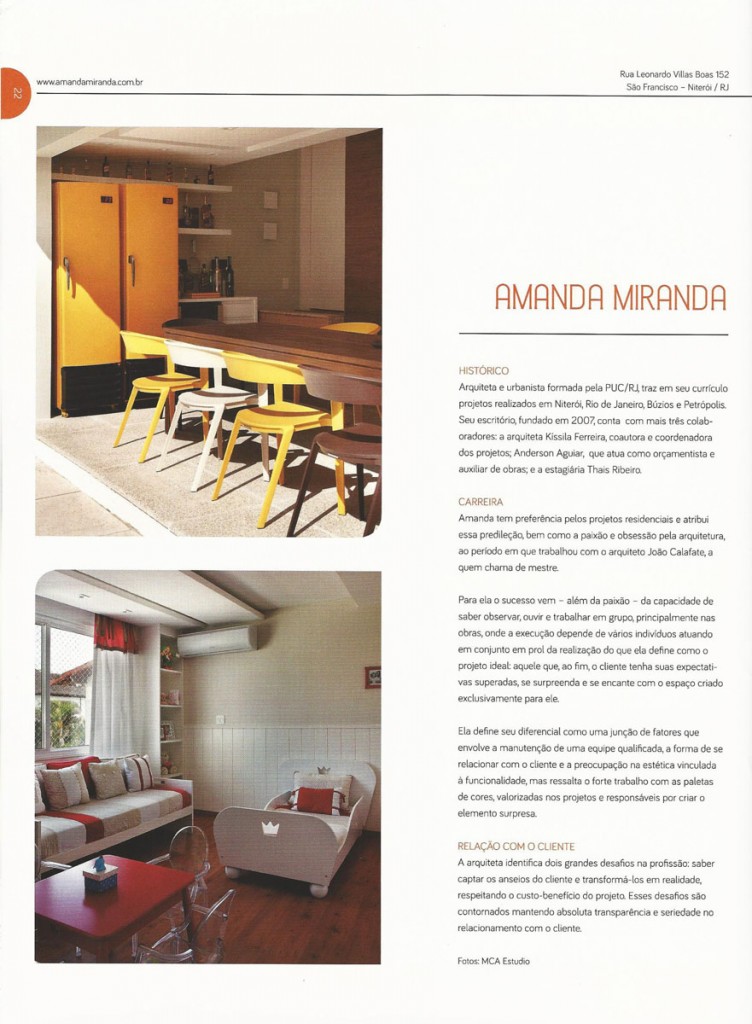 22
www.amandamiranda.com.br
Rua Leonardo Villas Boas 152
São Francisco – Niterói / RJ
AMANDA MIRANDA
HISTÓRICO
Arquiteta e urbanista formada pela PUC/RJ, traz em seu currículo
projetos realizados em Niterói, Rio de Janeiro, Búzios e Petrópolis.
Seu escritório, fundado em 2007, conta com mais três colab-
oradores: a arquiteta Kissila Ferreira, coautora e coordenadora
dos projetos; Anderson Aguiar, que atua como orçamentista e
auxiliar de obras; e a estagiária Thais Ribeiro.
CARREIRA
Amanda tem preferência pelos projetos residenciais e atribui
essa predileção, bem como a paixão e obsessão pela arquitetura,
ao período em que trabalhou com o arquiteto João Calafate, a
quem chama de mestre.
Para ela o sucesso vem – além da paixão – da capacidade de
saber observar, ouvir e trabalhar em grupo, principalmente nas
obras, onde a execução depende de vários indivíduos atuando
em conjunto em prol da realização do que ela define como o
projeto ideal: aquele que, ao fim, o cliente tenha suas expectati-
vas superadas, se surpreenda e se encante com o espaço criado
exclusivamente para ele.
Ela define seu diferencial como uma junção de fatores que
envolve a manutenção de uma equipe qualificada, a forma de se
relacionar com o cliente e a preocupação na estética vinculada
à funcionalidade, mas ressalta o forte trabalho com as paletas
de cores, valorizadas nos projetos e responsáveis por criar o
elemento surpresa.
RELAÇÃO COM O CLIENTE
A arquiteta identifica dois grandes desafios na profissão: saber
captar os anseios do cliente e transformá-los em realidade,
respeitando o custo-benefício do projeto. Esses desafios são
contornados mantendo absoluta transparência e seriedade no
relacionamento com o cliente.
Fotos: MCA Estudio